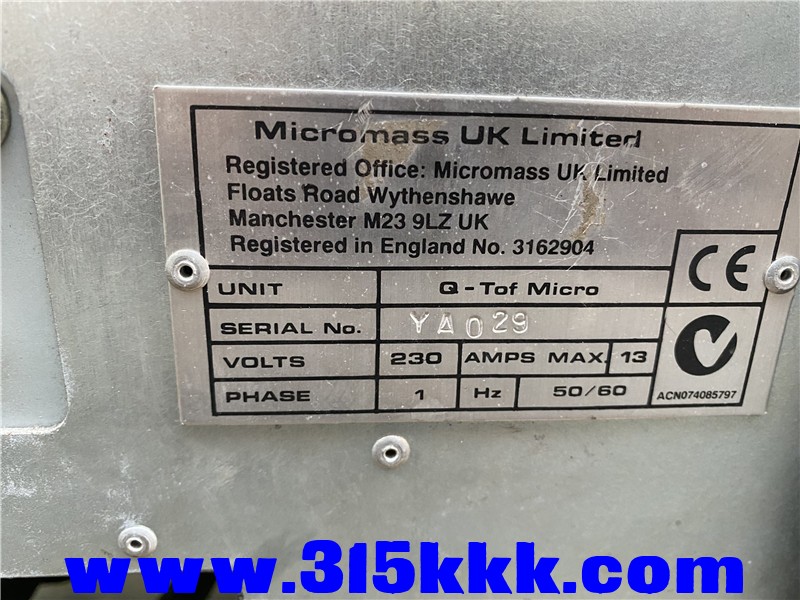 Micromass UK Limited
Registered Office: Micromass UK Limited
Floats Road Wythenshawe
Manchester M23 9LZ UK
Registered in England No. 3162904
CE
UNIT Q - Tof Micro
SERIAL No. YA029
VOLTS 230 AMPS MAX. 13
PHASE 1 Hz 50/60
ACN074085797
www.315kkk.com